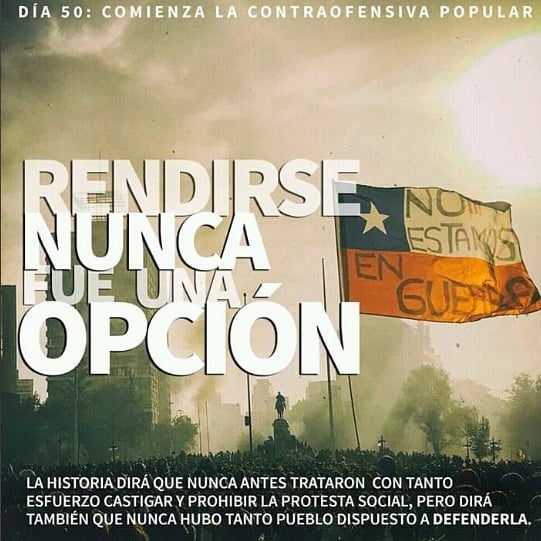 DÍA 50: COMIENZA LA CONTRAOFENSIVA POPULAR
RENDIRSE
NUNCA
FUE UNA
OPCIÓN
NO
ESTAMOS
EN
GUERRA
LA HISTORIA DIRÁ QUE NUNCA ANTES TRATARON CON TANTO
ESFUERZO CASTIGAR Y PROHIBIR LA PROTESTA SOCIAL, PERO DIRÁ
TAMBIÉN QUE NUNCA HUBO TANTO PUEBLO DISPUESTO A DEFENDERLA.